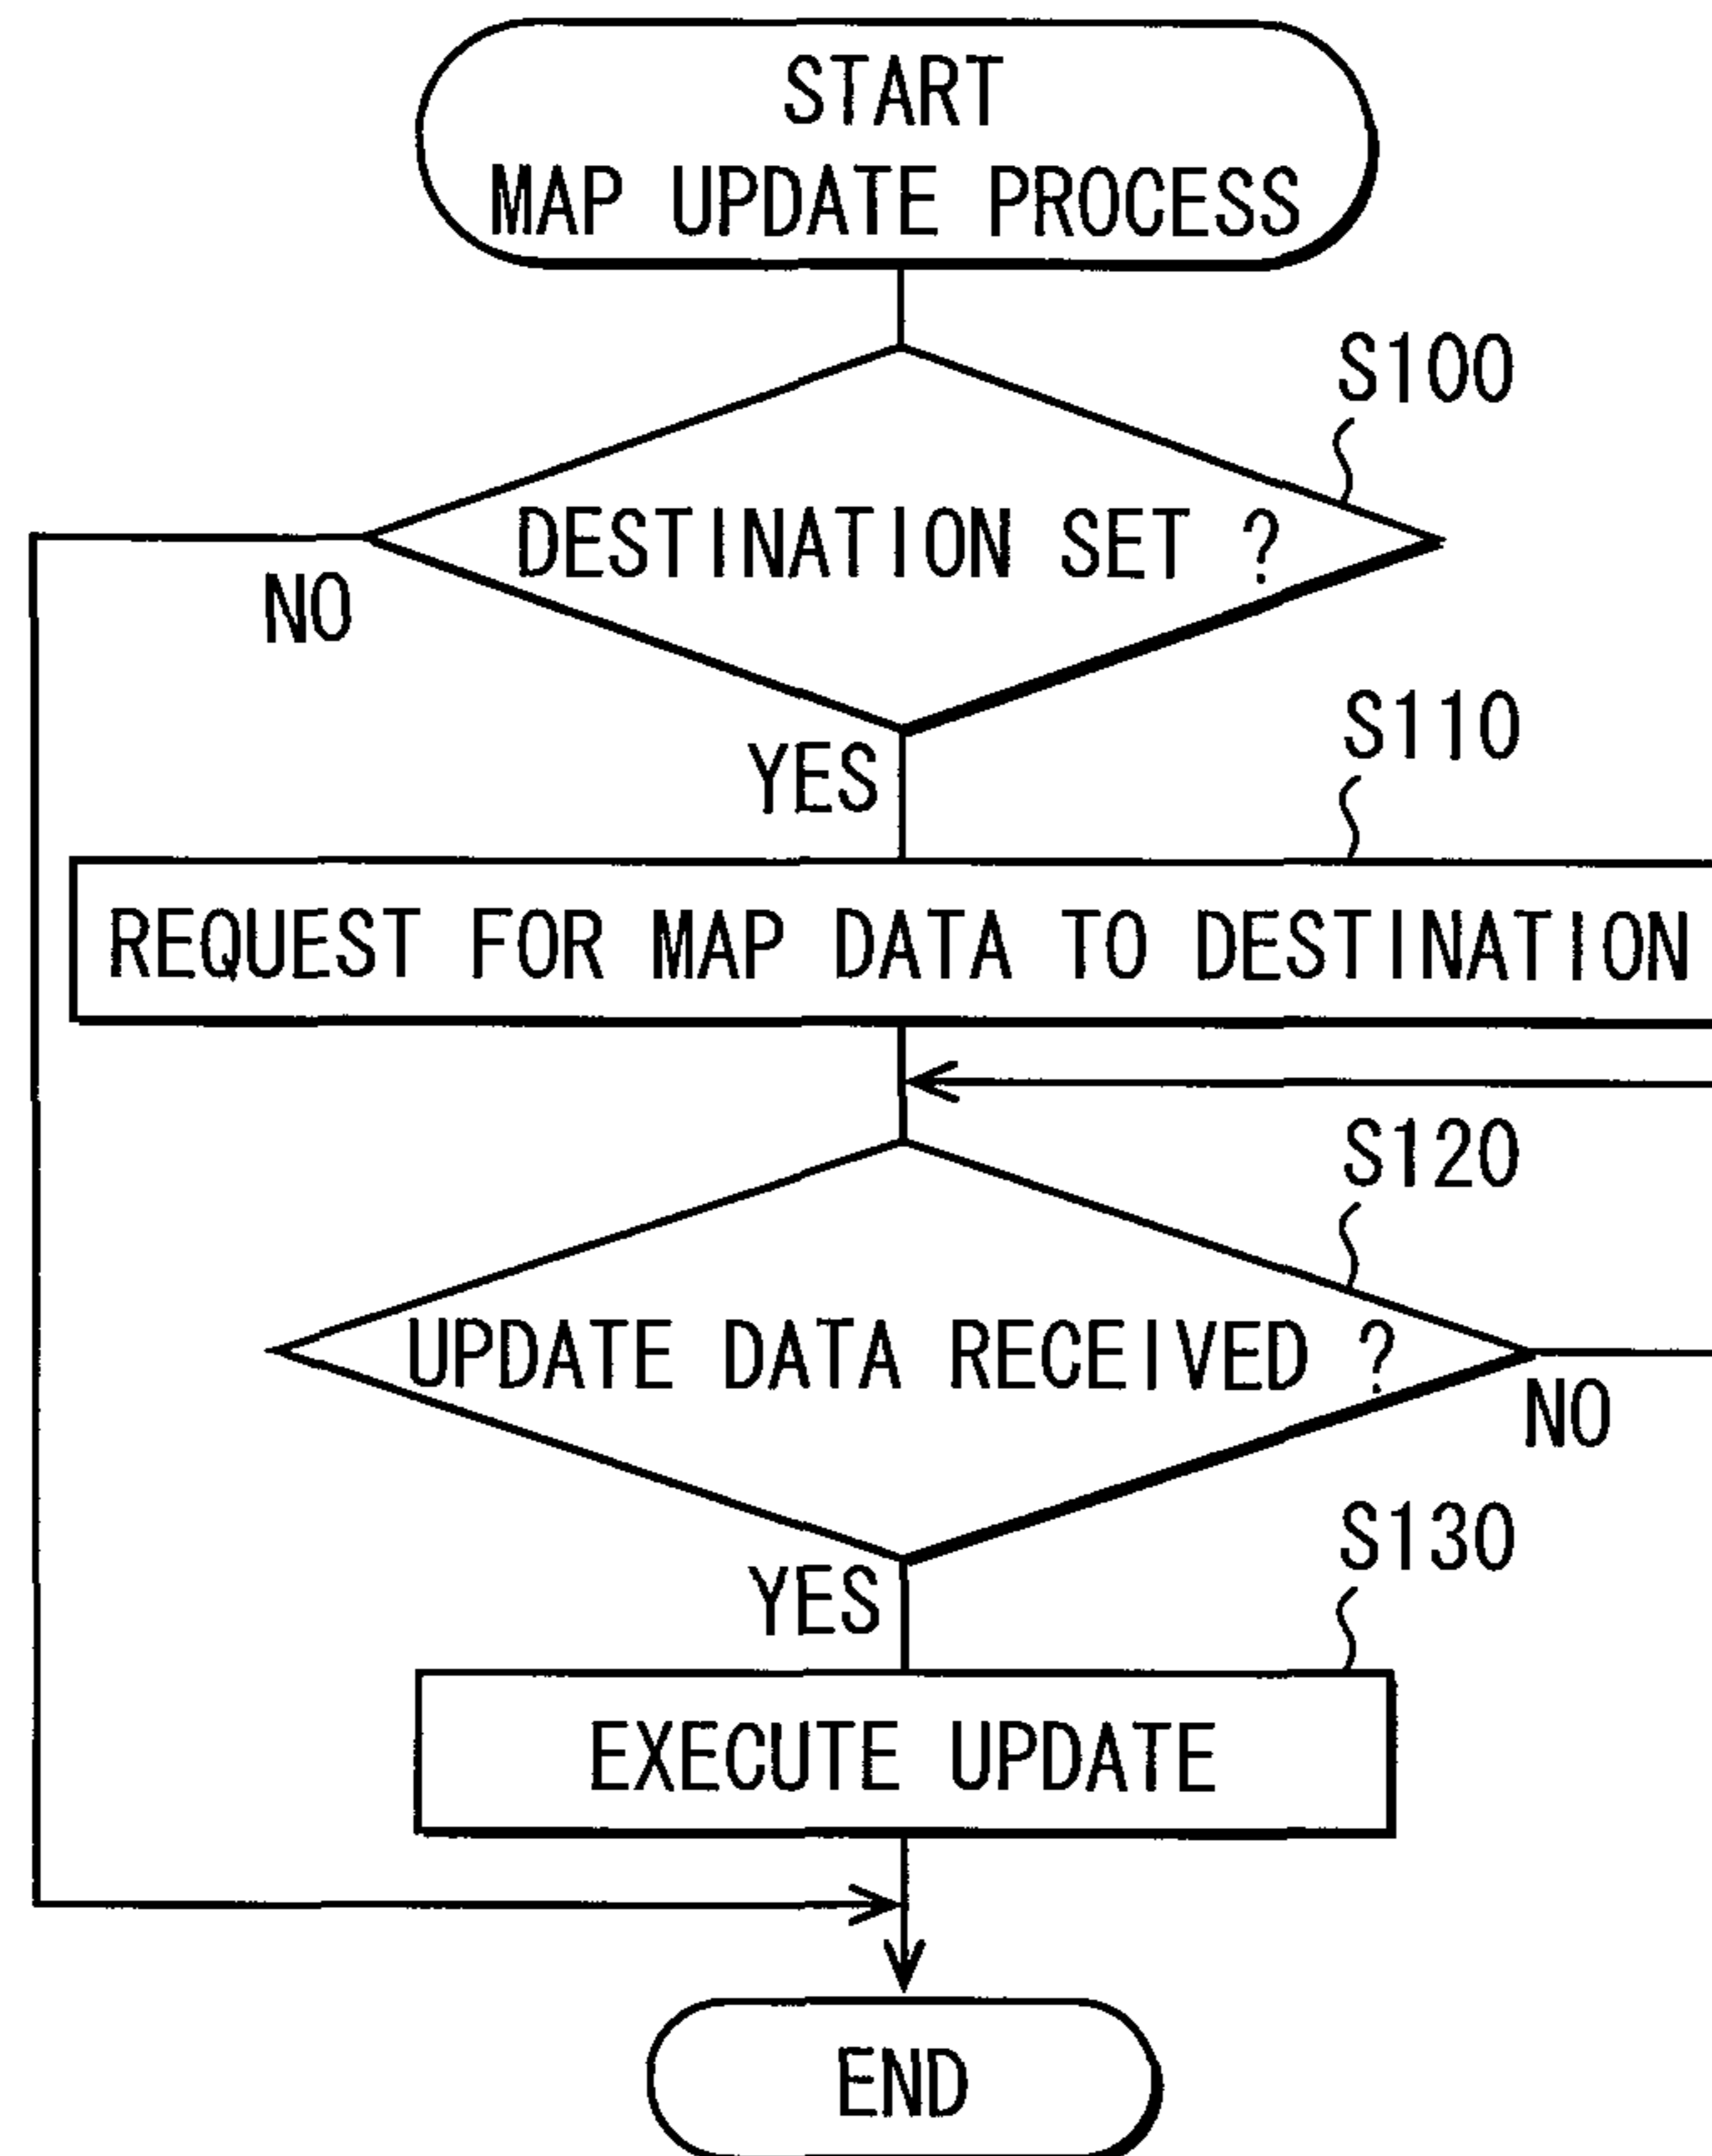 START
MAP UPDATE PROCESS
S100
DESTINATION SET ?
NO
S110
YES
REQUEST FOR MAP DATA TO DESTINATION
S120
UPDATE DATA RECEIVED ?
NO
S130
YES
EXECUTE UPDATE
END